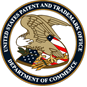 UNITED STATES PATENT AND TRADEMARK OFFICE
DEPARTMENT OF COMMERCE